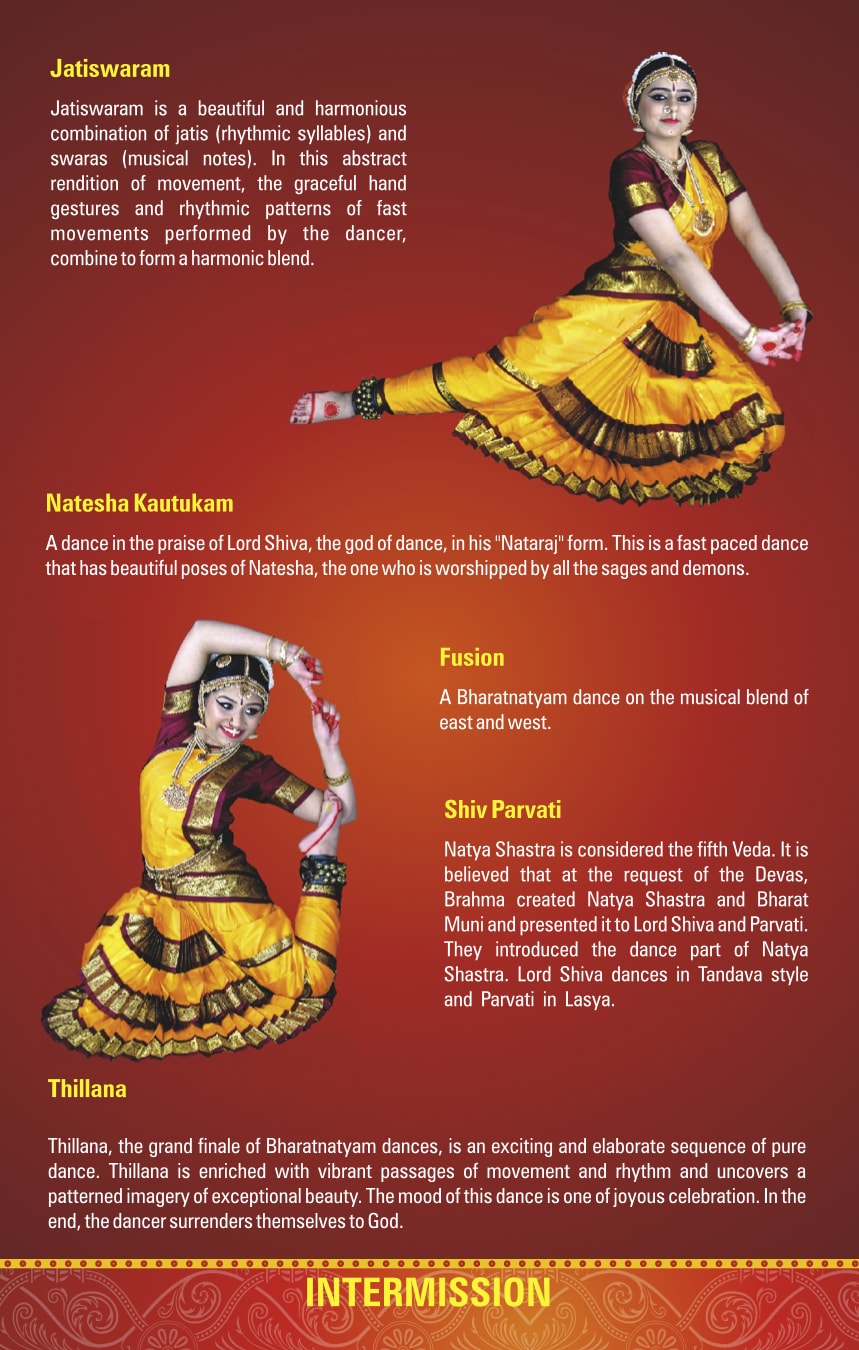 Jatiswaram
Jatiswaram is a beautiful and harmonious
combination of jatis (rhythmic syllables) and
swaras (musical notes). In this abstract
rendition of movement, the graceful hand
gestures and rhythmic patterns of fast
movements performed by the dancer,
combine to form a harmonic blend.
Natesha Kautukam
A dance in the praise of Lord Shiva, the god of dance, in his "Nataraj" form. This is a fast paced dance
that has beautiful poses of Natesha, the one who is worshipped by all the sages and demons.
Fusion
A Bharatnatyam dance on the musical blend of
east and west.
Shiv Parvati
Natya Shastra is considered the fifth Veda. It is
believed that at the request of the Devas,
Brahma created Natya Shastra and Bharat
Muni and presented it to Lord Shiva and Parvati.
They introduced the dance part of Natya
Shastra. Lord Shiva dances in Tandava style
and Parvati in Lasya.
Thillana
Thillana, the grand finale of Bharatnatyam dances, is an exciting and elaborate sequence of pure
dance. Thillana is enriched with vibrant passages of movement and rhythm and uncovers a
patterned imagery of exceptional beauty. The mood of this dance is one of joyous celebration. In the
end, the dancer surrenders themselves to God.
INTERMISSION